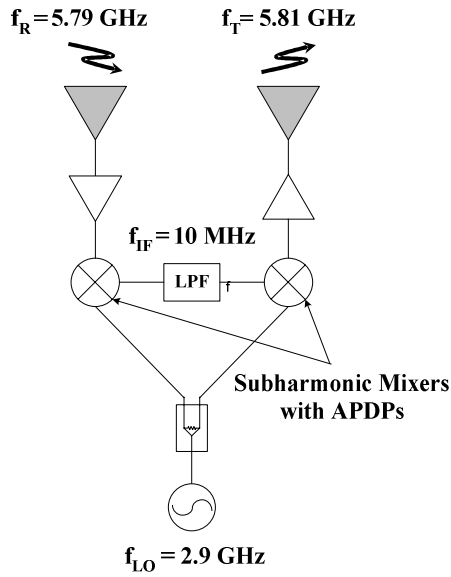 f_R = 5.79 GHz
f_T = 5.81 GHz
f_IF = 10 MHz
LPF
f
Subharmonic Mixers
with APDPs
f_LO = 2.9 GHz